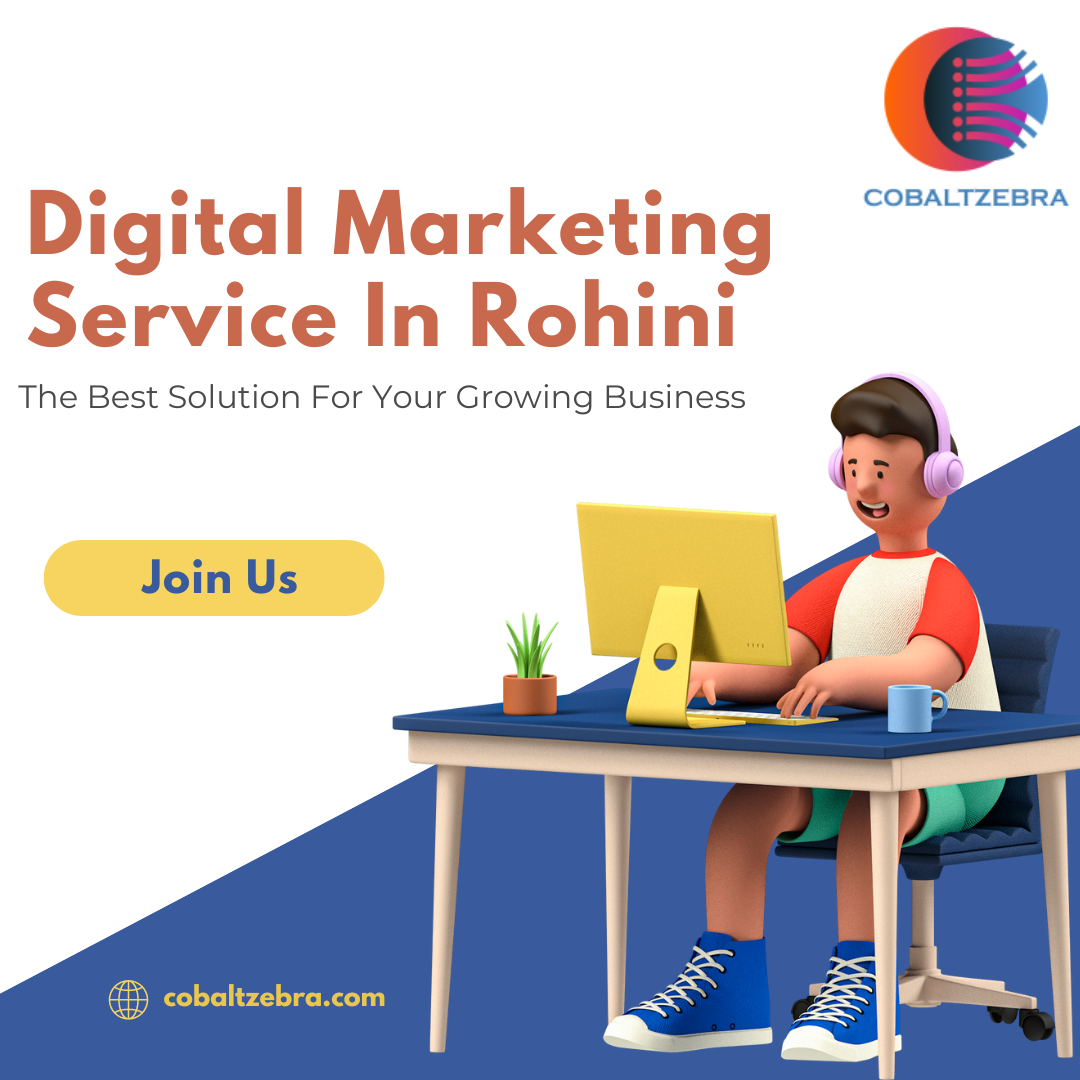 COBALTZEBRA
Digital Marketing
Service In Rohini
The Best Solution For Your Growing Business
Join Us
cobaltzebra.com